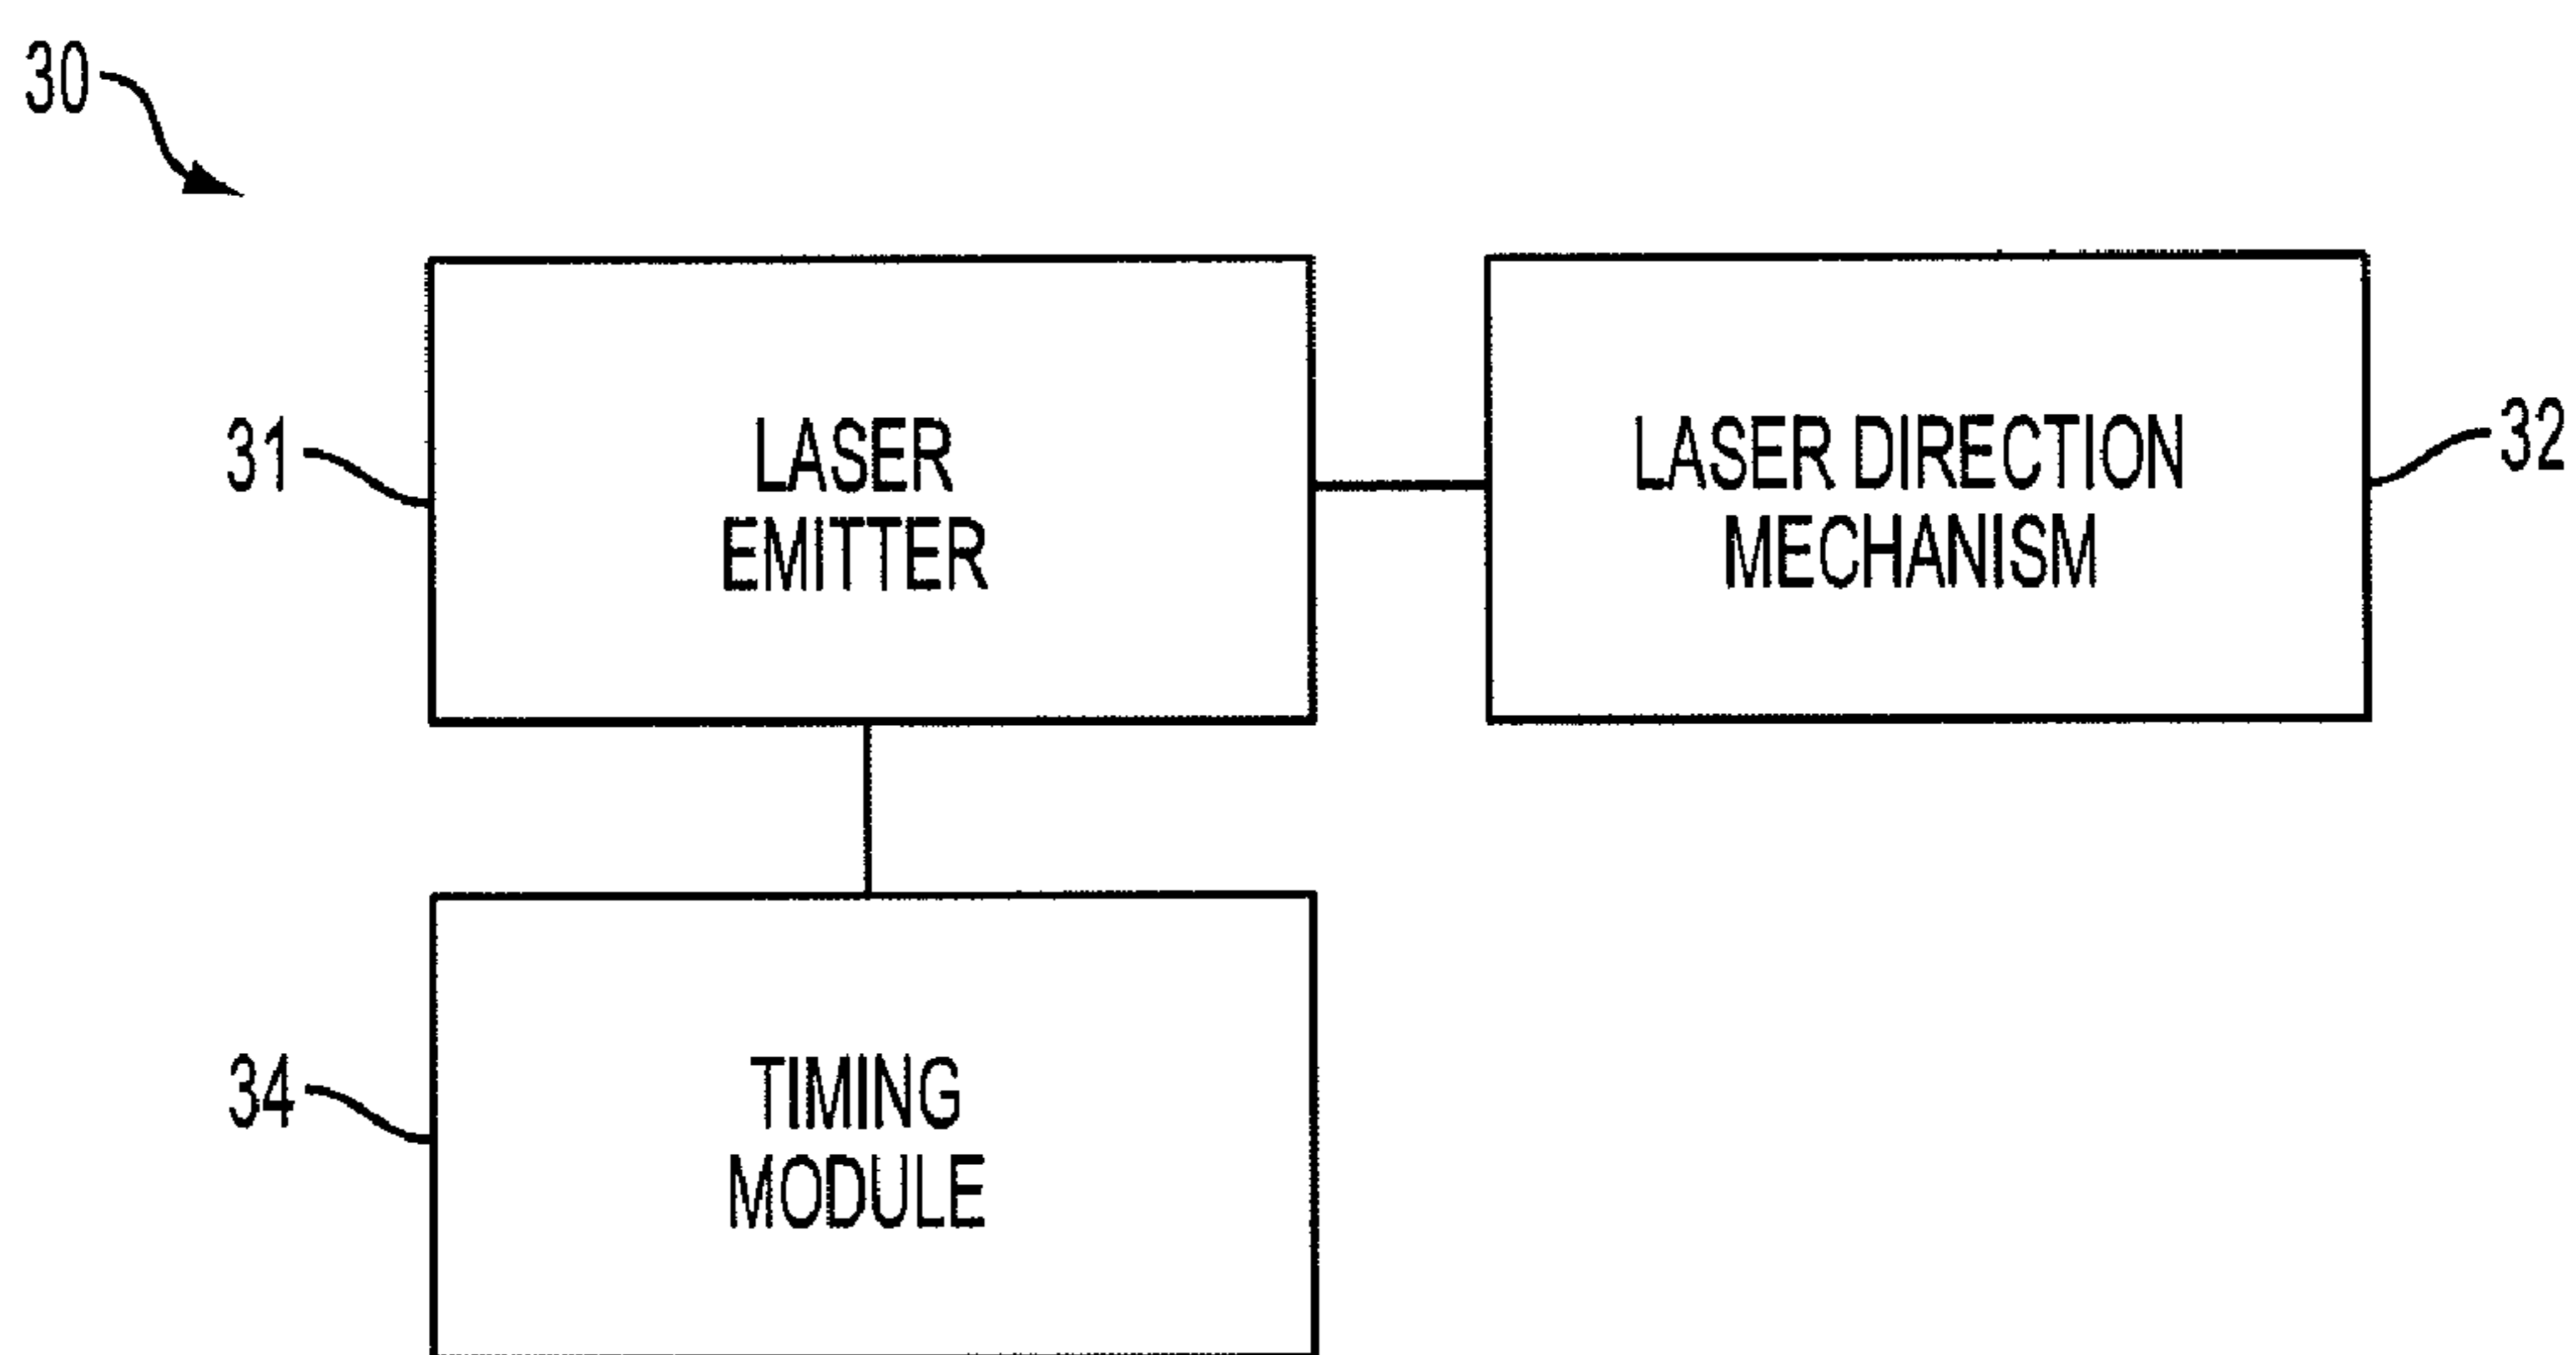 30
31
LASER
EMITTER
LASER DIRECTION
MECHANISM
32
34
TIMING
MODULE